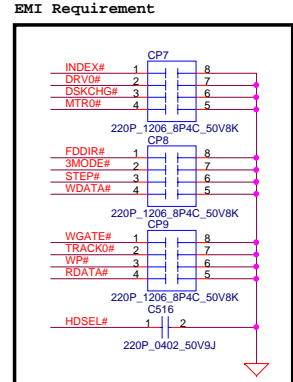 EMI Requirement
CP7
INDEX# 1 8
DRV0# 2 7
DSKCHG# 3 6
MTR0# 4 5
220P_1206_8P4C_50V8K
CP8
FDDIR# 1 8
3MODE# 2 7
STEP# 3 6
WDATA# 4 5
220P_1206_8P4C_50V8K
CP9
WGATE# 1 8
TRACK0# 2 7
WP# 3 6
RDATA# 4 5
220P_1206_8P4C_50V8K
C516
HDSEL# 1 2
220P_0402_50V9J